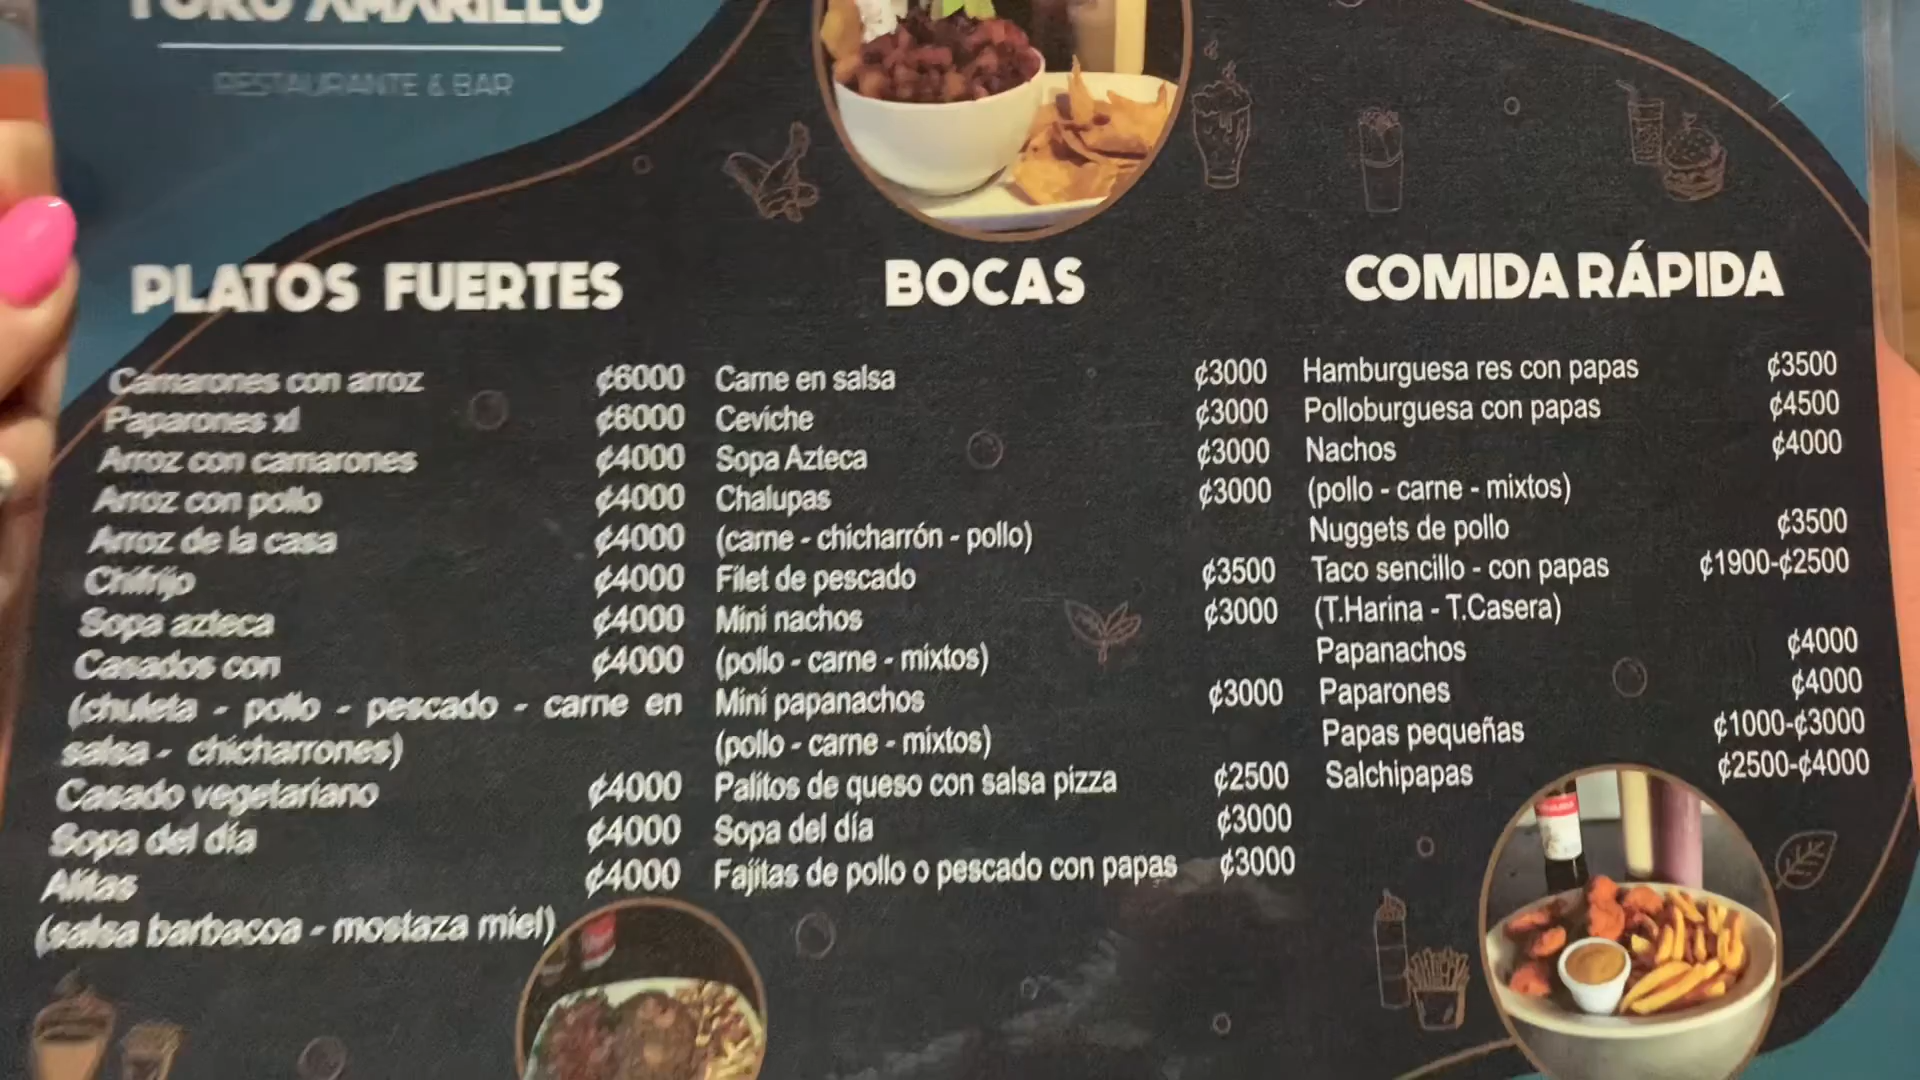 TORO AMARILLO
RESTAURANTE & BAR
PLATOS FUERTES
Camarones con arroz ₡6000
Paparones xl ₡6000
Arroz con camarones ₡4000
Arroz con pollo ₡4000
Arroz de la casa ₡4000
Chifrijo ₡4000
Sopa azteca ₡4000
Casados con ₡4000
(chuleta - pollo - pescado - carne en
salsa - chicharrones)
Casado vegetariano ₡4000
Sopa del día ₡4000
Alitas ₡4000
(salsa barbacoa - mostaza miel)
BOCAS
Carne en salsa ₡3000
Ceviche ₡3000
Sopa Azteca ₡3000
Chalupas ₡3000
(carne - chicharrón - pollo)
Filet de pescado ₡3500
Mini nachos ₡3000
(pollo - carne - mixtos)
Mini papanachos ₡3000
(pollo - carne - mixtos)
Palitos de queso con salsa pizza ₡2500
Sopa del día ₡3000
Fajitas de pollo o pescado con papas ₡3000
COMIDA RÁPIDA
Hamburguesa res con papas ₡3500
Polloburguesa con papas ₡4500
Nachos ₡4000
(pollo - carne - mixtos)
Nuggets de pollo ₡3500
Taco sencillo - con papas ₡1900-₡2500
(T.Harina - T.Casera)
Papanachos ₡4000
Paparones ₡4000
Papas pequeñas ₡1000-₡3000
Salchipapas ₡2500-₡4000